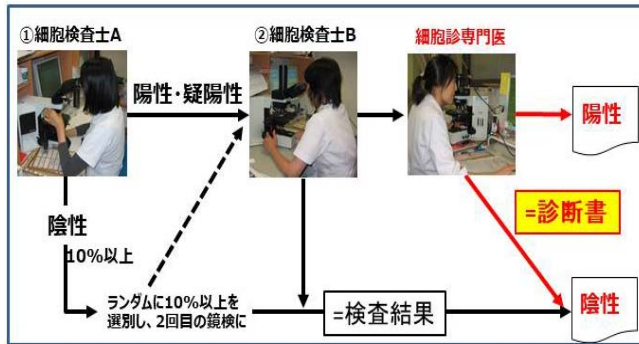 ①細胞検査士A
②細胞検査士B
細胞診専門医
陽性・疑陽性
陽性
陰性
10%以上
=診断書
ランダムに10%以上を
選別し、2回目の鏡検に
=検査結果
陰性